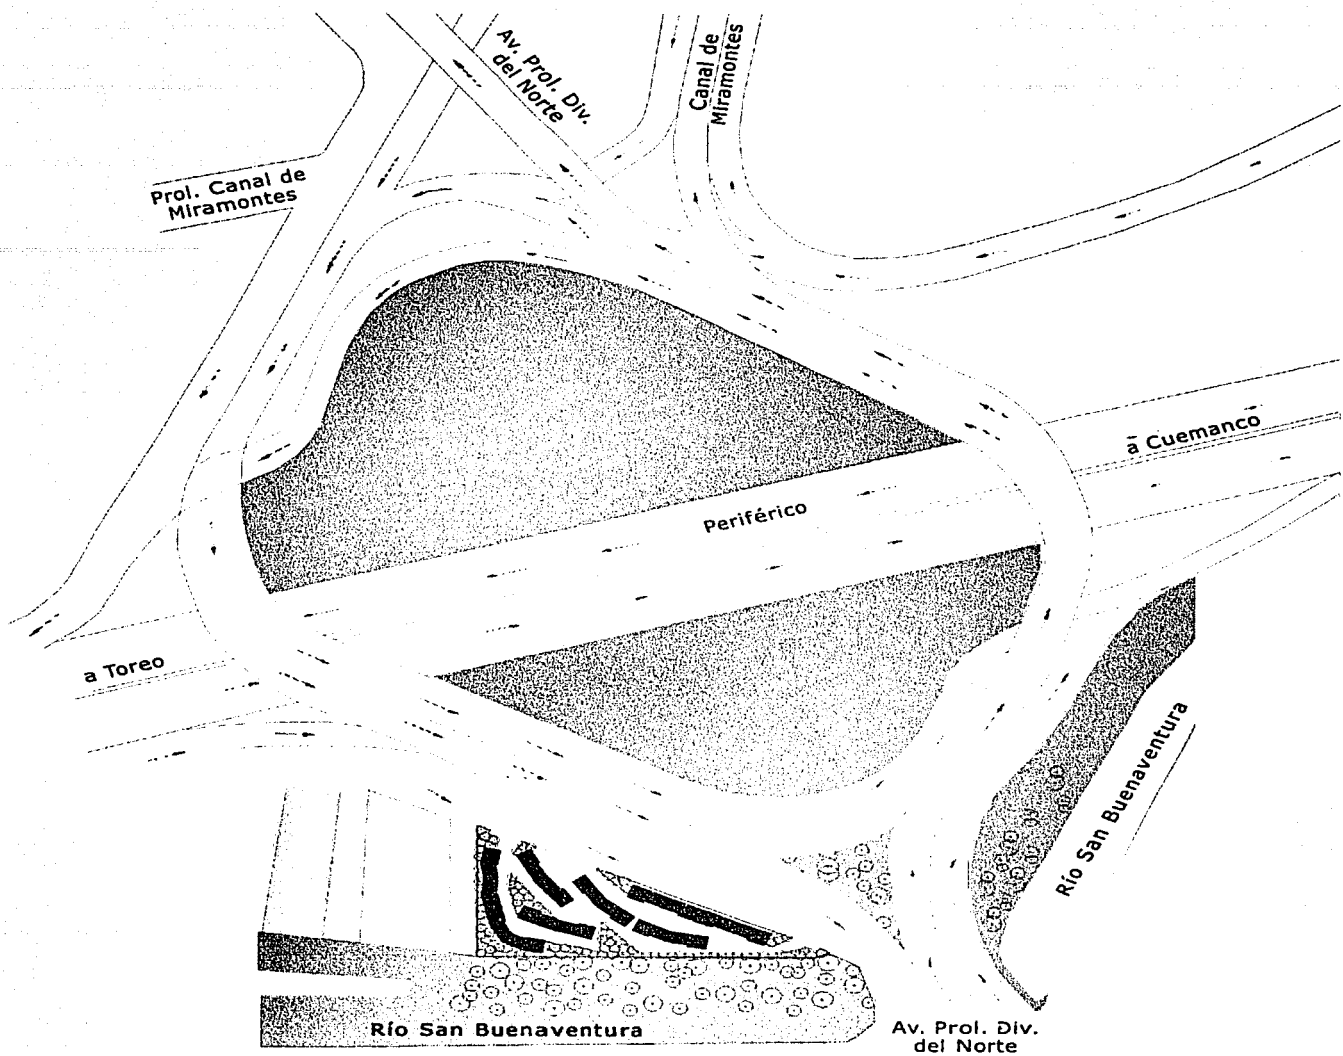 Av. Prol. Div.
del Norte
Canal de
Miramontes
Prol. Canal de
Miramontes
a Cuemanco
Periférico
a Toreo
Río San Buenaventura
Río San Buenaventura
Av. Prol. Div.
del Norte